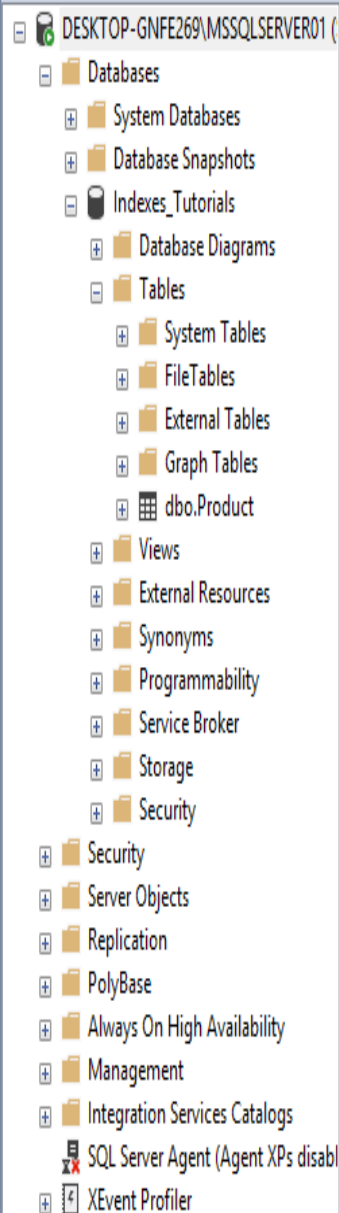 DESKTOP-GNFE269\MSSQLSERVER01 (
Databases
System Databases
Database Snapshots
Indexes_Tutorials
Database Diagrams
Tables
System Tables
FileTables
External Tables
Graph Tables
dbo.Product
Views
External Resources
Synonyms
Programmability
Service Broker
Storage
Security
Security
Server Objects
Replication
PolyBase
Always On High Availability
Management
Integration Services Catalogs
SQL Server Agent (Agent XPs disabl
XEvent Profiler